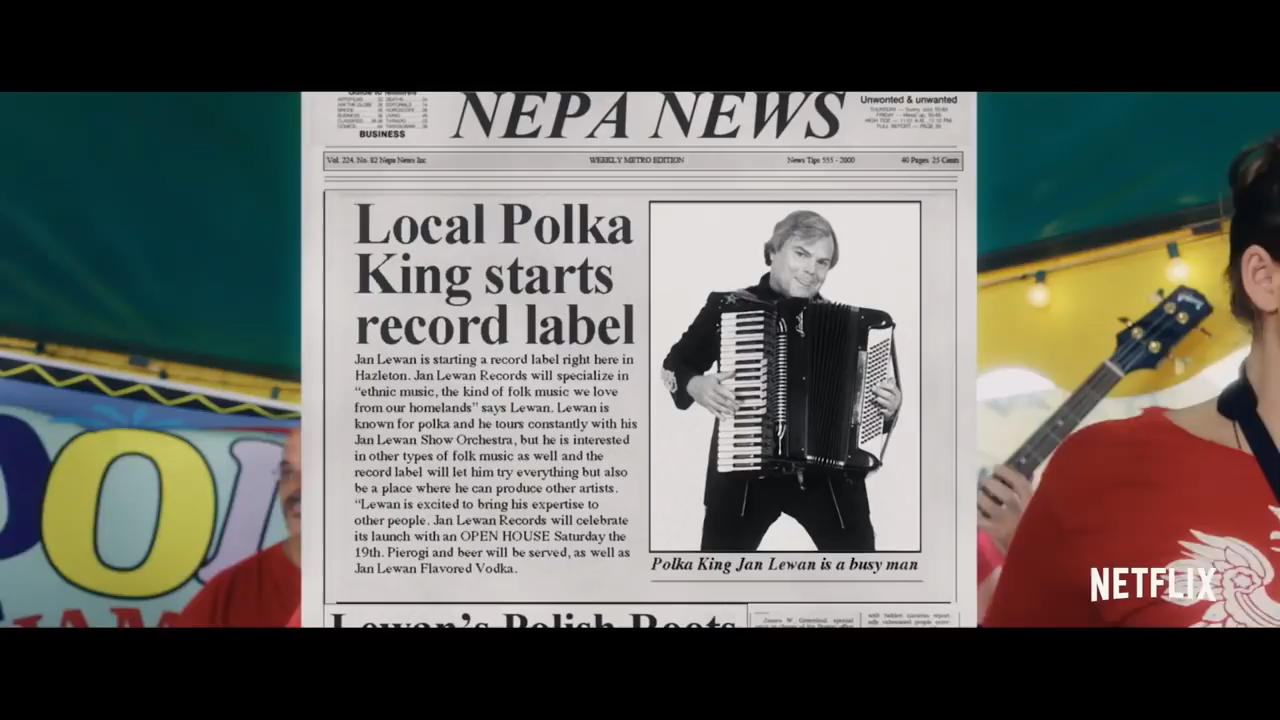 NEPA NEWS
BUSINESS
Unwonted & unwanted
Vol. 224. No. 82 Nepa News Inc WEEKLY METRO EDITION News Tips 555 - 2000 40 Pages 25 Cents
Local Polka
King starts
record label
Jan Lewan is starting a record label right here in
Hazleton. Jan Lewan Records will specialize in
“ethnic music, the kind of folk music we love
from our homelands” says Lewan. Lewan is
known for polka and he tours constantly with his
Jan Lewan Show Orchestra, but he is interested
in other types of folk music as well and the
record label will let him try everything but also
be a place where he can produce other artists.
“Lewan is excited to bring his expertise to
other people. Jan Lewan Records will celebrate
its launch with an OPEN HOUSE Saturday the
19th. Pierogi and beer will be served, as well as
Jan Lewan Flavored Vodka.
Polka King Jan Lewan is a busy man
Lewan's Polish Roots
NETFLIX